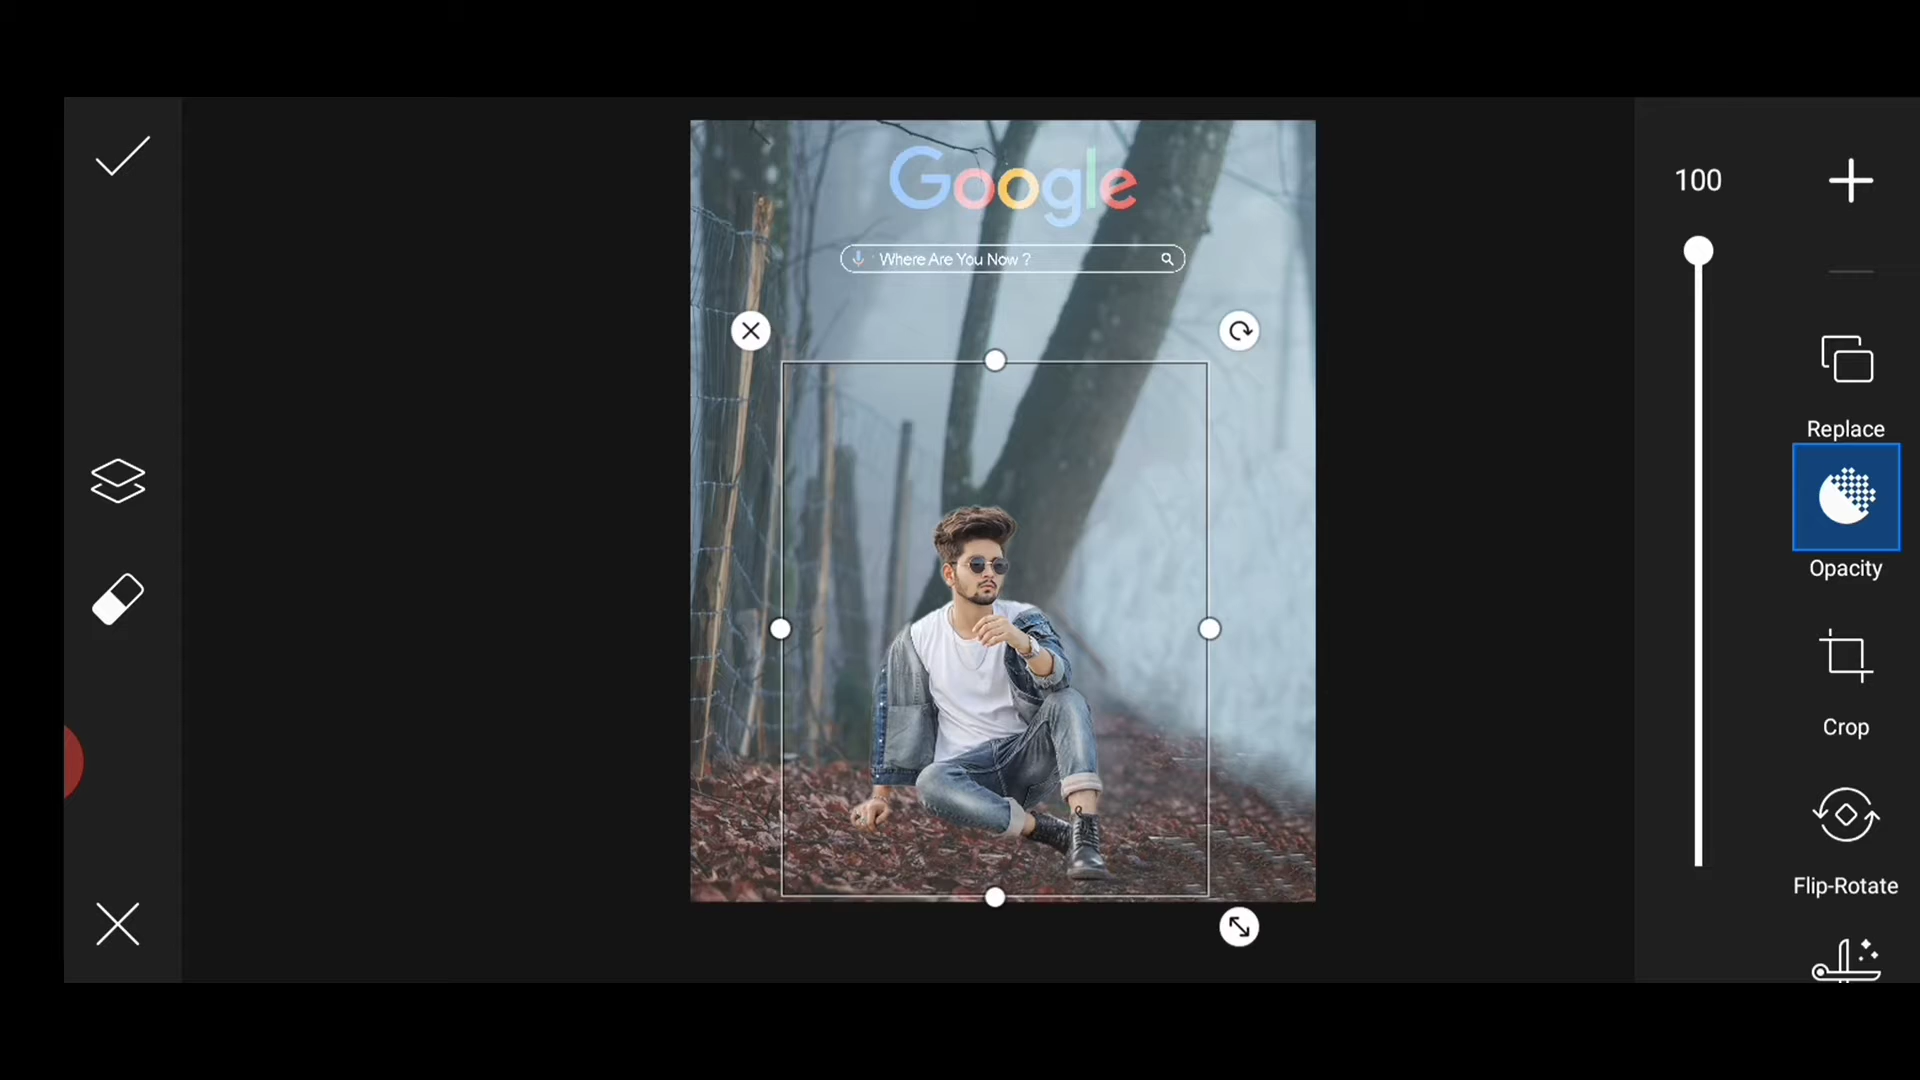 Google
Where Are You Now ?
100
Replace
Opacity
Crop
Flip-Rotate